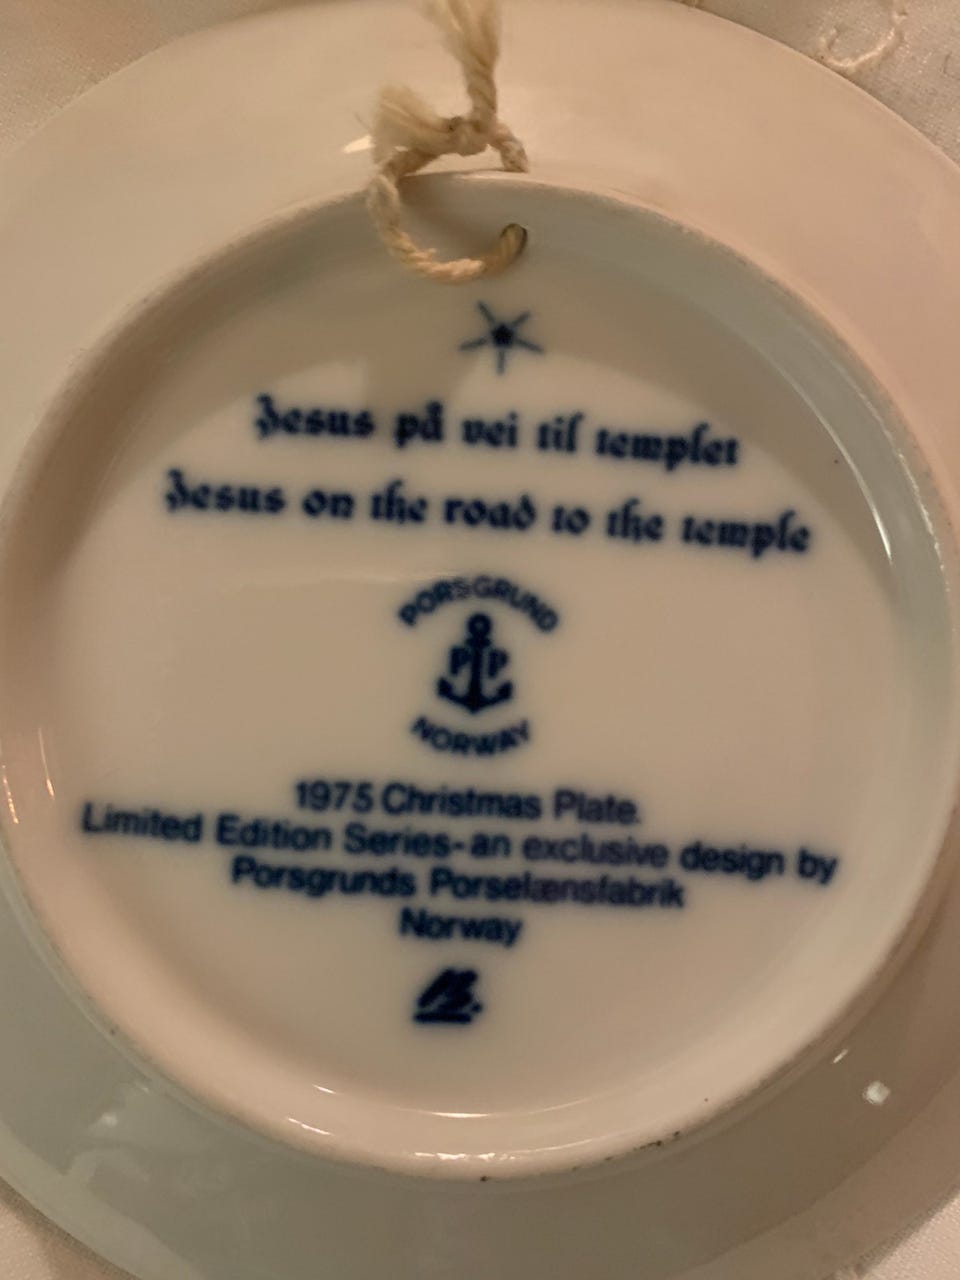 Jesus på vei til templet
Jesus on the road to the temple
PORSGRUND
PP
NORWAY
1975 Christmas Plate.
Limited Edition Series-an exclusive design by
Porsgrunds Porselænsfabrik
Norway